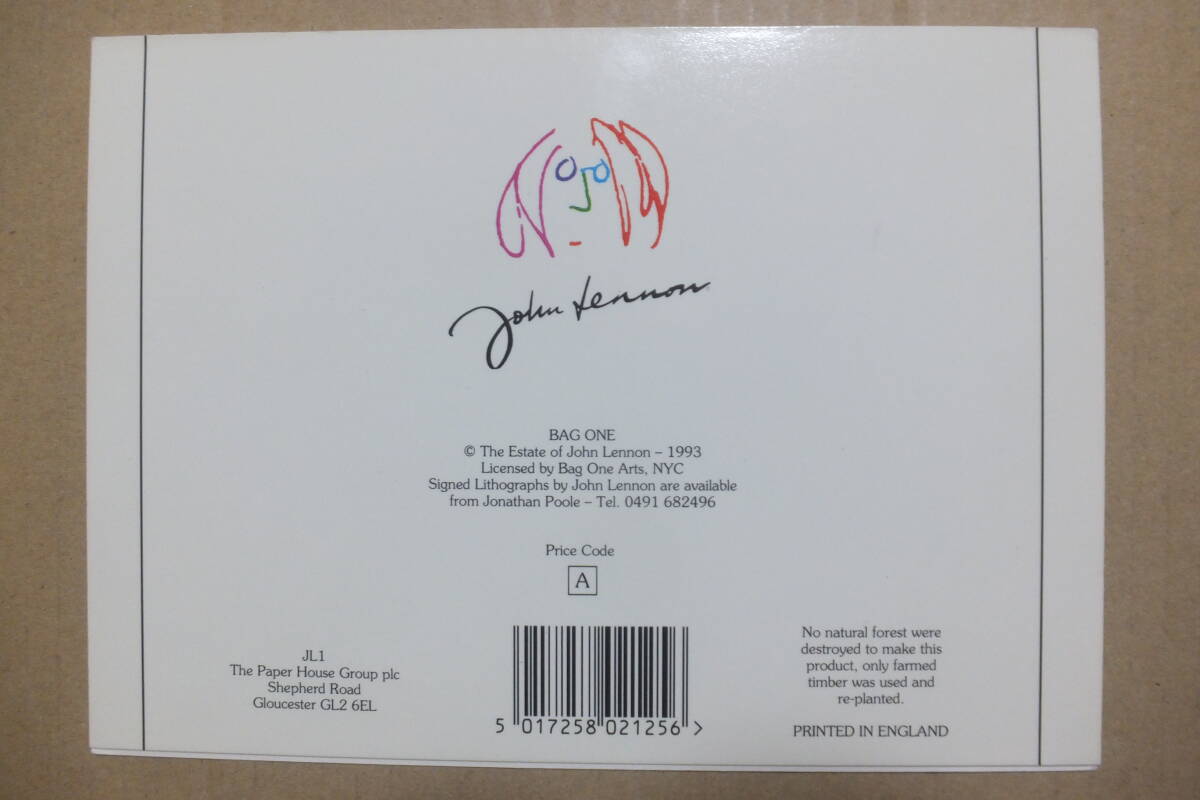 John Lennon
BAG ONE
© The Estate of John Lennon – 1993
Licensed by Bag One Arts, NYC
Signed Lithographs by John Lennon are available
from Jonathan Poole – Tel. 0491 682496
Price Code
A
JL1
The Paper House Group plc
Shepherd Road
Gloucester GL2 6EL
5 017258 021256 >
No natural forest were
destroyed to make this
product, only farmed
timber was used and
re-planted.
PRINTED IN ENGLAND